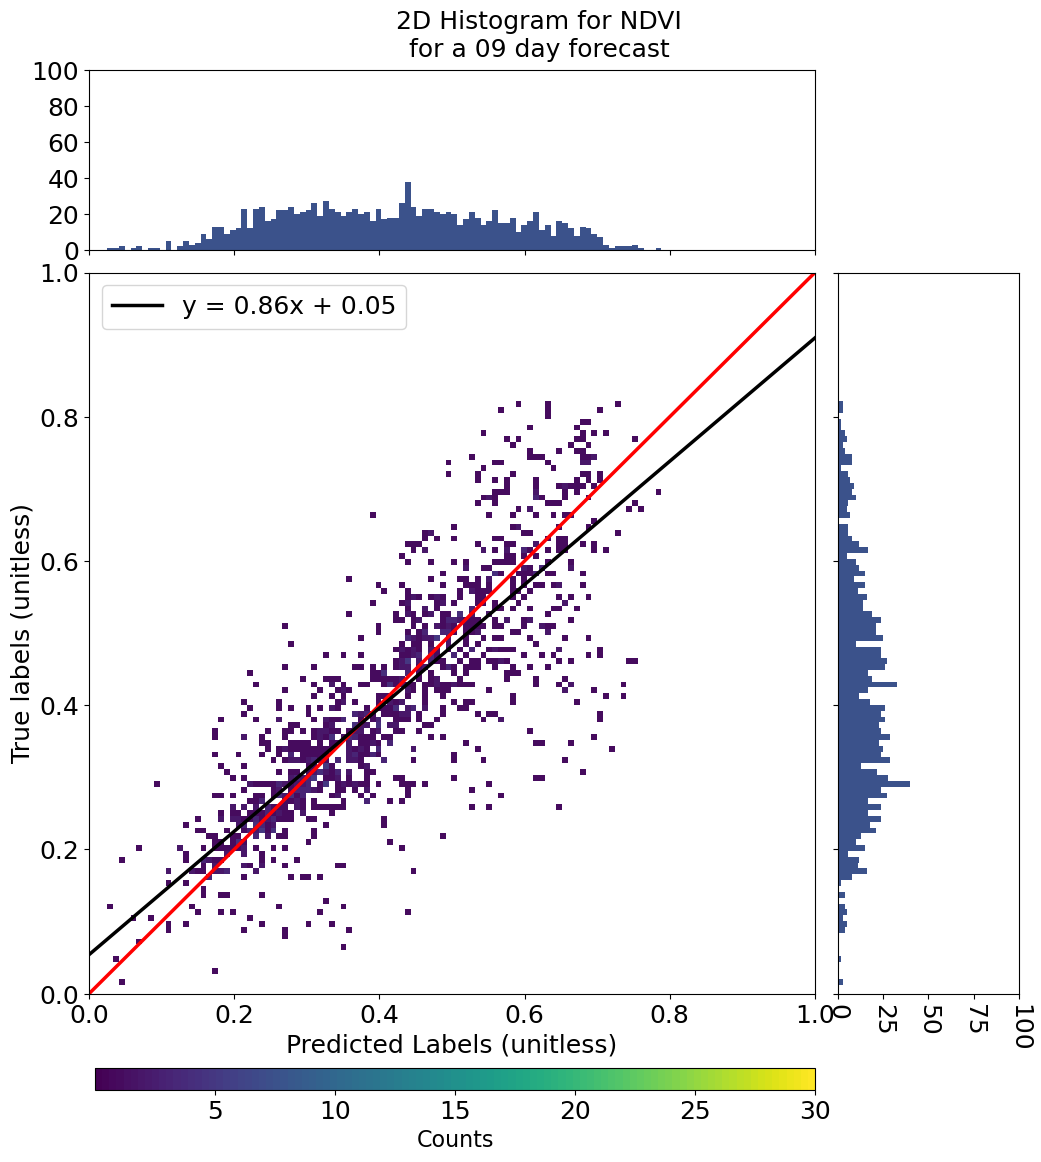 2D Histogram for NDVI
for a 09 day forecast
100
80
60
40
20
0
1.0
0.8
0.6
0.4
0.2
0.0
True labels (unitless)
y = 0.86x + 0.05
0.0 0.2 0.4 0.6 0.8 1.0
Predicted Labels (unitless)
0 25 50 75 100
5 10 15 20 25 30
Counts